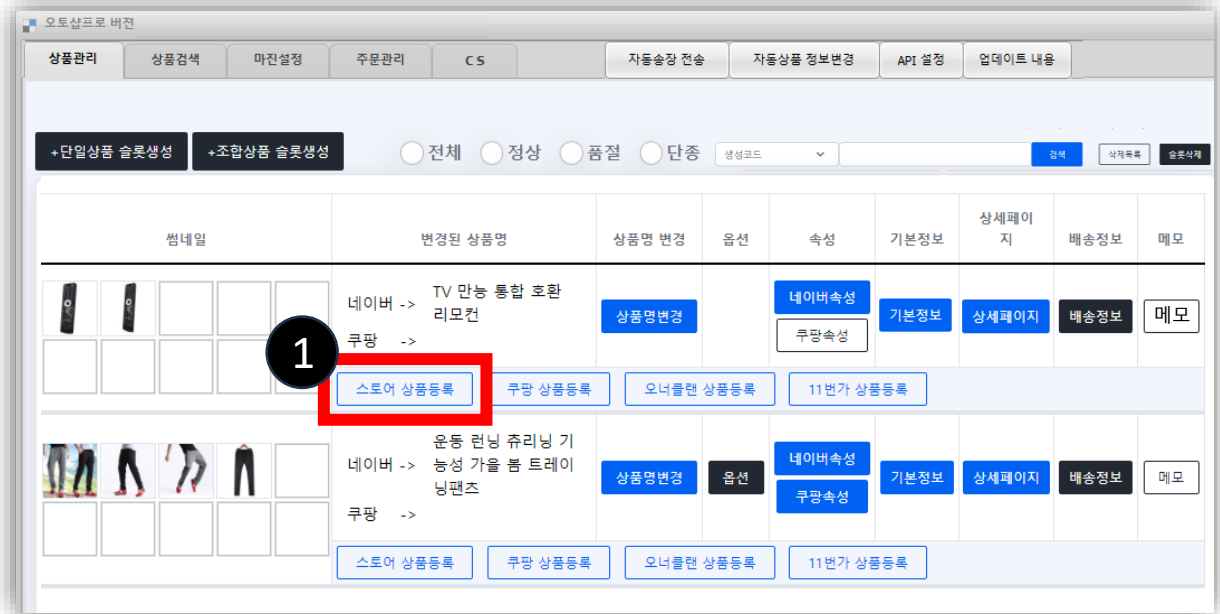 오토샵프로 버젼
상품관리 상품검색 마진설정 주문관리 CS 자동송장 전송 자동상품 정보변경 API 설정 업데이트 내용
+단일상품 슬롯생성 +조합상품 슬롯생성 전체 정상 품절 단종 생성코드 검색 삭제목록 슬롯삭제
썸네일 변경된 상품명 상품명 변경 옵션 속성 기본정보 상세페이 배송정보 메모
지
네이버 -> TV 만능 통합 호환
리모컨
쿠팡 ->
상품명변경 네이버속성 기본정보 상세페이지 배송정보 메모
쿠팡속성
1
스토어 상품등록 쿠팡 상품등록 오너클랜 상품등록 11번가 상품등록
네이버 -> 운동 런닝 츄리닝 기
능성 가을 봄 트레이
닝팬츠
쿠팡 ->
상품명변경 옵션 네이버속성 기본정보 상세페이지 배송정보 메모
쿠팡속성
스토어 상품등록 쿠팡 상품등록 오너클랜 상품등록 11번가 상품등록